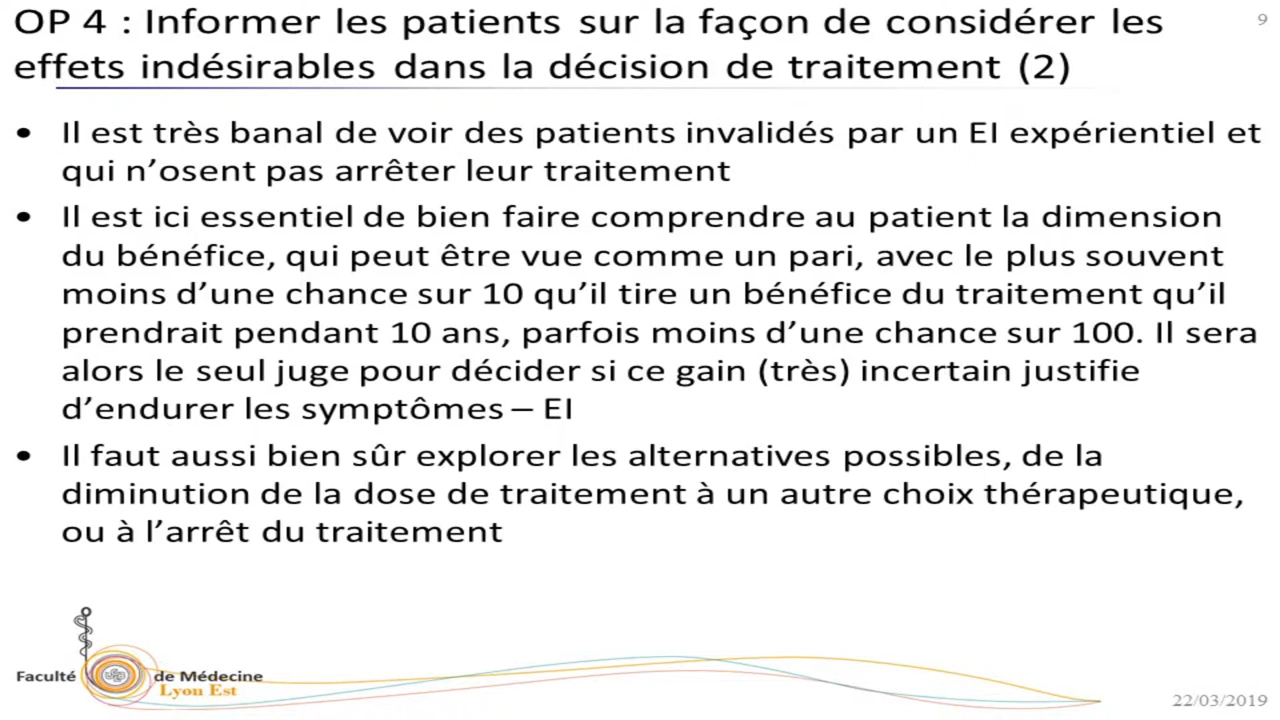 OP 4 : Informer les patients sur la façon de considérer les
effets indésirables dans la décision de traitement (2)
9
• Il est très banal de voir des patients invalidés par un EI expérientiel et
qui n’osent pas arrêter leur traitement
• Il est ici essentiel de bien faire comprendre au patient la dimension
du bénéfice, qui peut être vue comme un pari, avec le plus souvent
moins d’une chance sur 10 qu’il tire un bénéfice du traitement qu’il
prendrait pendant 10 ans, parfois moins d’une chance sur 100. Il sera
alors le seul juge pour décider si ce gain (très) incertain justifie
d’endurer les symptômes – EI
• Il faut aussi bien sûr explorer les alternatives possibles, de la
diminution de la dose de traitement à un autre choix thérapeutique,
ou à l’arrêt du traitement
Faculté de Médecine
Lyon Est
22/03/2019